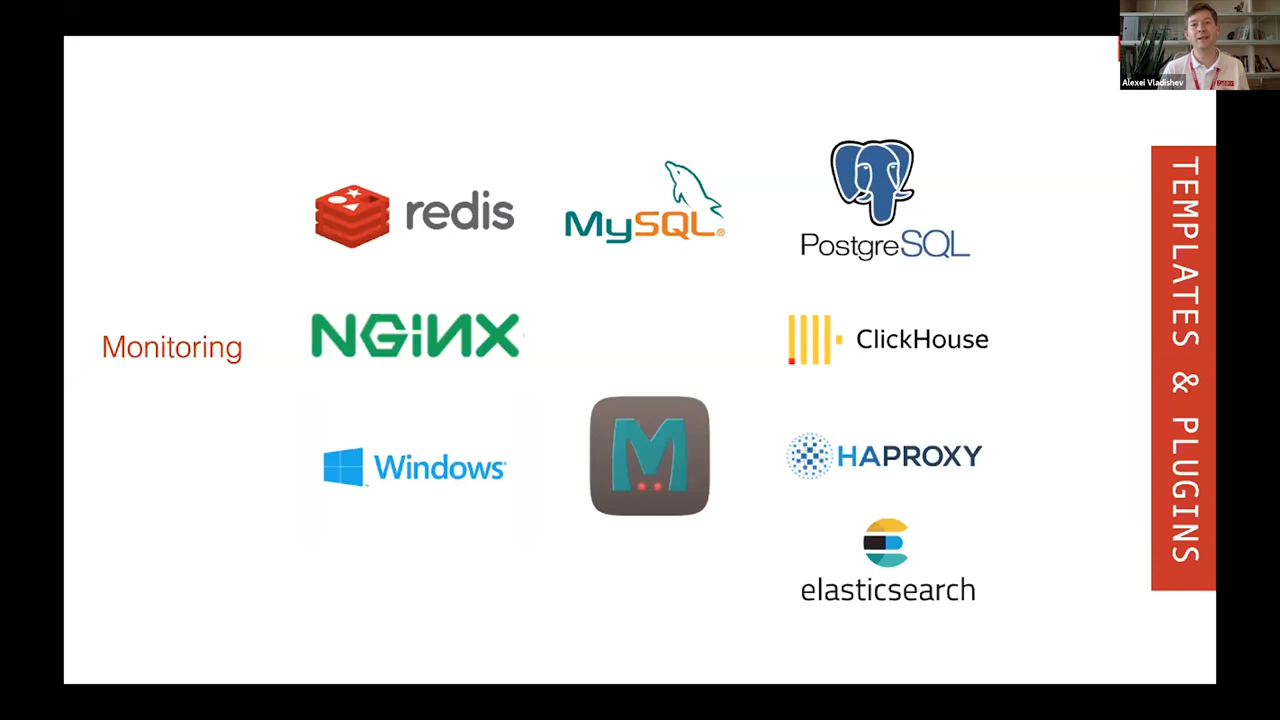 Alexei Vladishev
redis
MySQL®
PostgreSQL
Monitoring
NGINX
ClickHouse
Windows
M
HAPROXY
elasticsearch
TEMPLATES & PLUGINS